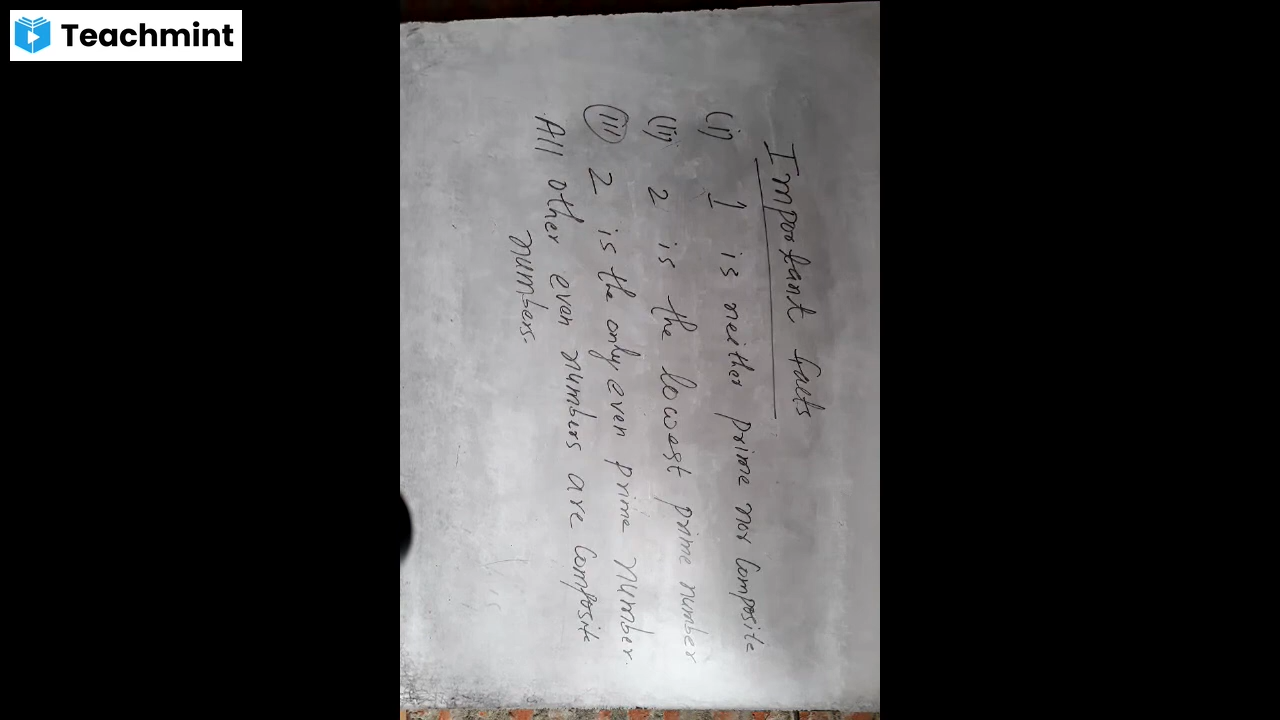 Teachmint
Important facts
(i) 1 is neither prime nor composite
(ii) 2 is the lowest prime number
(iii) 2 is the only even prime number.
All other even numbers are composite
numbers.